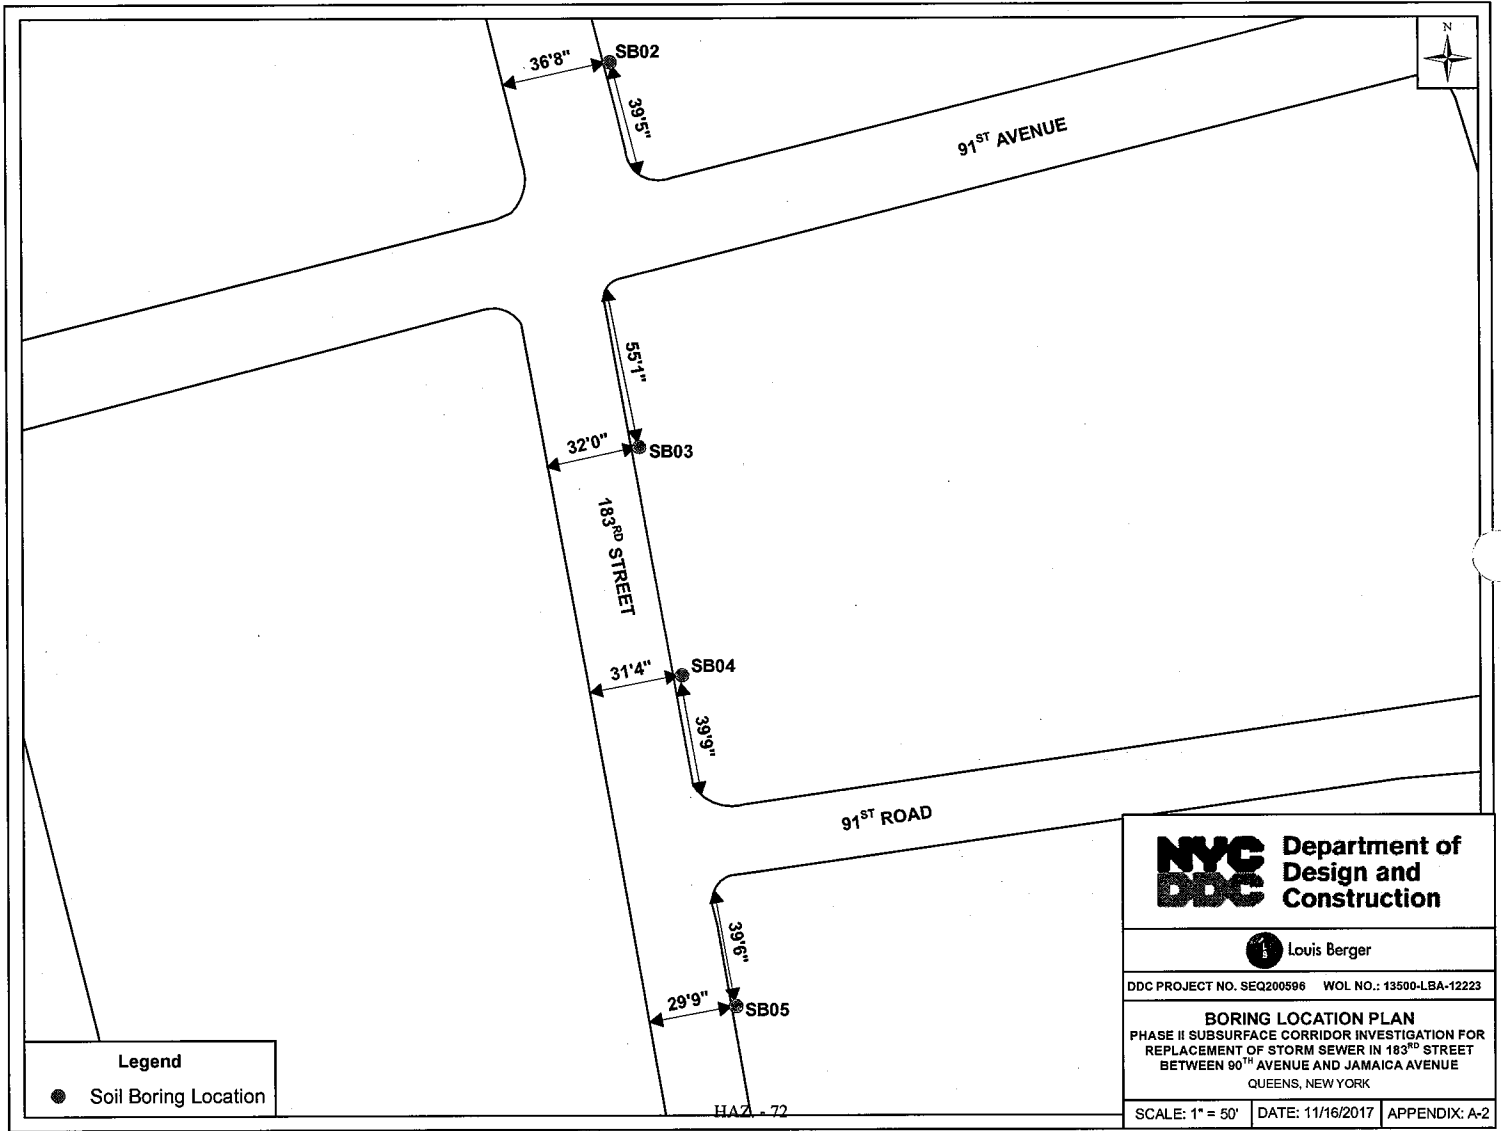 N
SB02
36'8"
39'5"
91ST AVENUE
55'1"
32'0"
SB03
183RD STREET
31'4"
SB04
39'9"
91ST ROAD
39'6"
29'9"
SB05
Legend
Soil Boring Location
NYC DDC
Department of
Design and
Construction
Louis Berger
DDC PROJECT NO. SEQ200596 WOL NO.: 13500-LBA-12223
BORING LOCATION PLAN
PHASE II SUBSURFACE CORRIDOR INVESTIGATION FOR
REPLACEMENT OF STORM SEWER IN 183RD STREET
BETWEEN 90TH AVENUE AND JAMAICA AVENUE
QUEENS, NEW YORK
SCALE: 1" = 50' DATE: 11/16/2017 APPENDIX: A-2
HAZ - 72